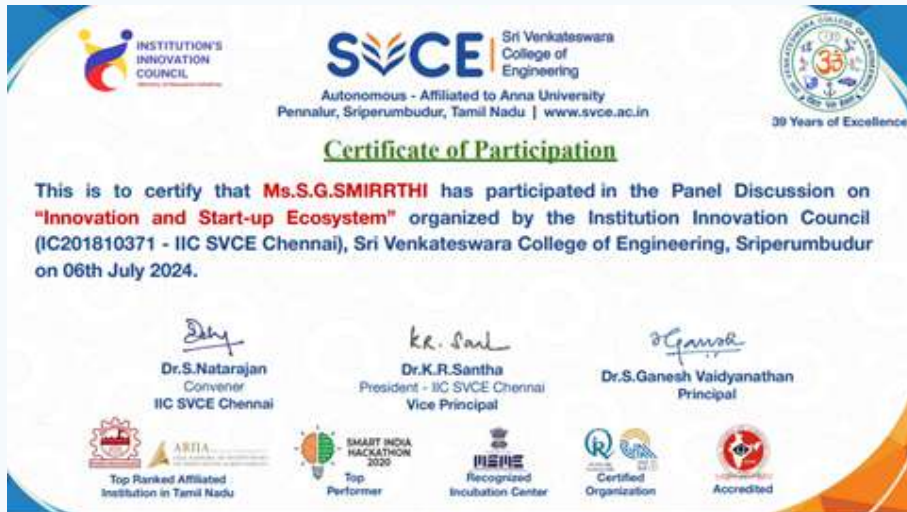 INSTITUTION'S
INNOVATION
COUNCIL
SVCE
Sri Venkateswara
College of
Engineering
Autonomous - Affiliated to Anna University
Pennalur, Sriperumbudur, Tamil Nadu | www.svce.ac.in
39 Years of Excellence
Certificate of Participation
This is to certify that Ms.S.G.SMIRRTHI has participated in the Panel Discussion on
“Innovation and Start-up Ecosystem” organized by the Institution Innovation Council
(IC201810371 - IIC SVCE Chennai), Sri Venkateswara College of Engineering, Sriperumbudur
on 06th July 2024.
Dr.S.Natarajan
Convener
IIC SVCE Chennai
KR. Santh
Dr.K.R.Santha
President - IIC SVCE Chennai
Vice Principal
SGanesh
Dr.S.Ganesh Vaidyanathan
Principal
ARIIA
Top Ranked Affiliated
Institution in Tamil Nadu
SMART INDIA
HACKATHON
2020
Top
Performer
MSME
Recognized
Incubation Center
Certified
Organization
Accredited